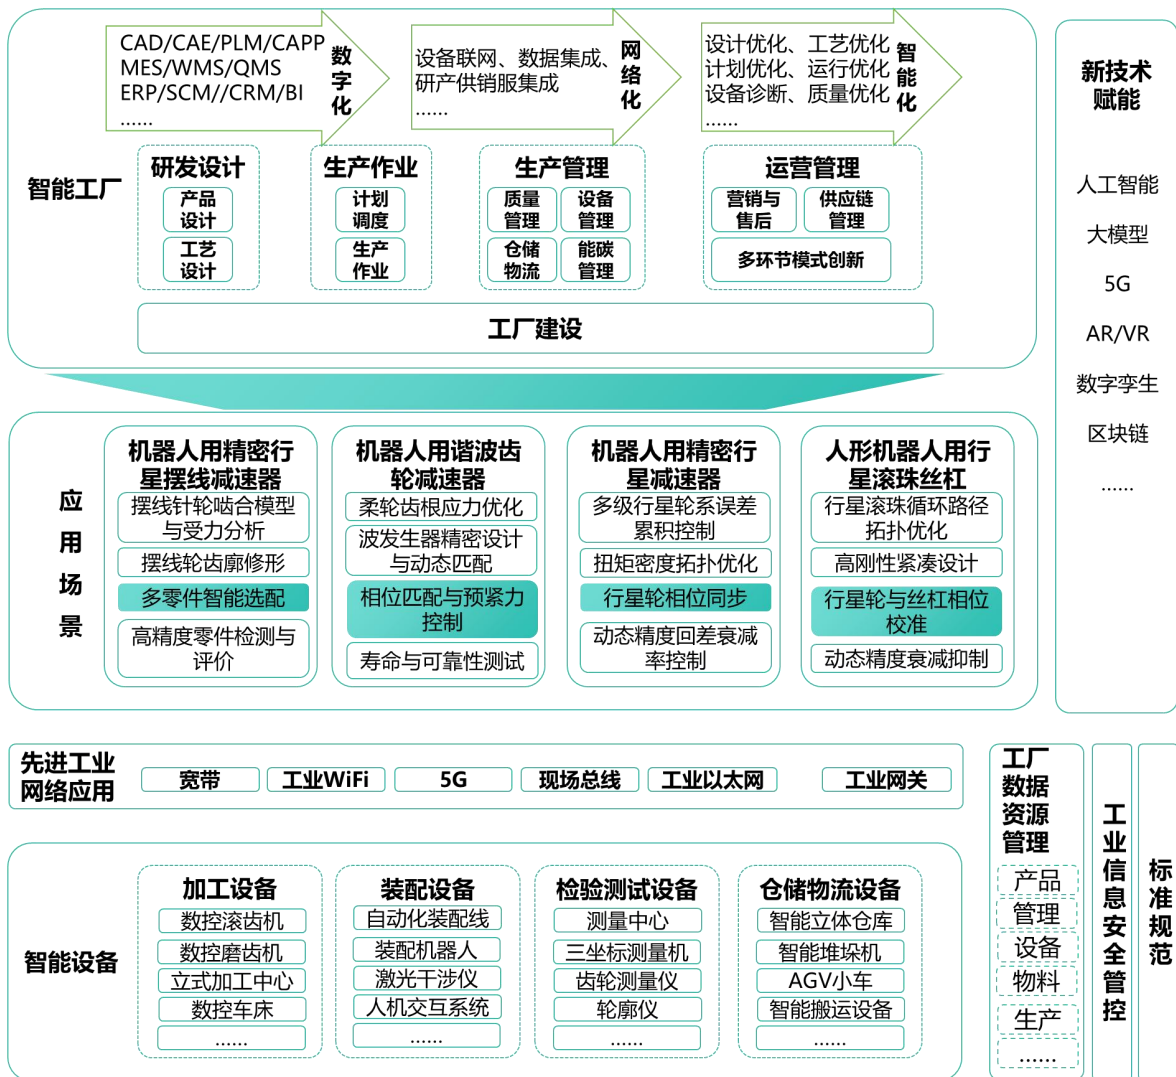 CAD/CAE/PLM/CAPP
MES/WMS/QMS
ERP/SCM//CRM/BI
......
数字化
设备联网、数据集成、
研产供销服集成
......
网络化
设计优化、工艺优化
计划优化、运行优化
设备诊断、质量优化
......
智能化
智能工厂
研发设计
产品
设计
工艺
设计
生产作业
计划
调度
生产
作业
生产管理
质量
管理
设备
管理
仓储
物流
能碳
管理
运营管理
营销与
售后
供应链
管理
多环节模式创新
工厂建设
新技术
赋能
人工智能
大模型
5G
AR/VR
数字孪生
区块链
......
应用场景
机器人用精密行
星摆线减速器
摆线针轮啮合模型
与受力分析
摆线轮齿廓修形
多零件智能选配
高精度零件检测与
评价
机器人用谐波齿
轮减速器
柔轮齿根应力优化
波发生器精密设计
与动态匹配
相位匹配与预紧力
控制
寿命与可靠性测试
机器人用精密行
星减速器
多级行星轮系误差
累积控制
扭矩密度拓扑优化
行星轮相位同步
动态精度回差衰减
率控制
人形机器人用行
星滚珠丝杠
行星滚珠循环路径
拓扑优化
高刚性紧凑设计
行星轮与丝杠相位
校准
动态精度衰减抑制
先进工业
网络应用
宽带
工业WiFi
5G
现场总线
工业以太网
工业网关
智能设备
加工设备
数控滚齿机
数控磨齿机
立式加工中心
数控车床
......
装配设备
自动化装配线
装配机器人
激光干涉仪
人机交互系统
......
检验测试设备
测量中心
三坐标测量机
齿轮测量仪
轮廓仪
......
仓储物流设备
智能立体仓库
智能堆垛机
AGV小车
智能搬运设备
......
工厂
数据
资源
管理
产品
管理
设备
物料
生产
......
工业信息安全管控
标准规范